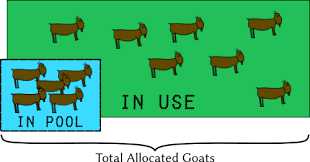 IN USE
IN POOL
Total Allocated Goats